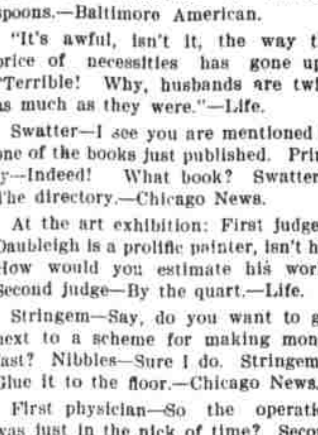 spoons.—Baltimore American.
"It's awful, isn't it, the way t
price of necessities has gone up
"Terrible! Why, husbands are twi
as much as they were."—Life.
Swatter—I see you are mentioned
one of the books just published. Prin
y—Indeed! What book? Swatter
The directory.—Chicago News.
At the art exhibition: First judge
Daubleigh is a prolific painter, isn't h
How would you estimate his wor
Second judge—By the quart.—Life.
Stringem—Say, do you want to g
next to a scheme for making mon
fast? Nibbles—Sure I do. Stringem
Glue it to the floor.—Chicago News.
First physician—So the operati
was just in the nick of time? Secon